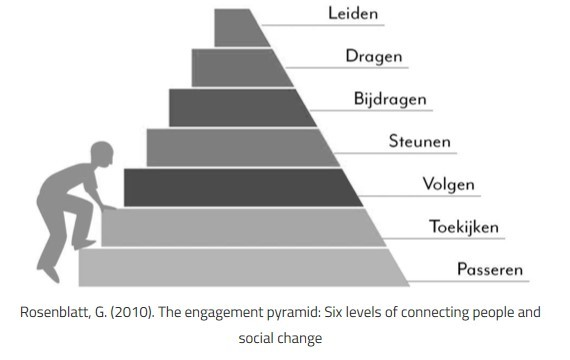 Leiden
Dragen
Bijdragen
Steunen
Volgen
Toekijken
Passeren
Rosenblatt, G. (2010). The engagement pyramid: Six levels of connecting people and
social change